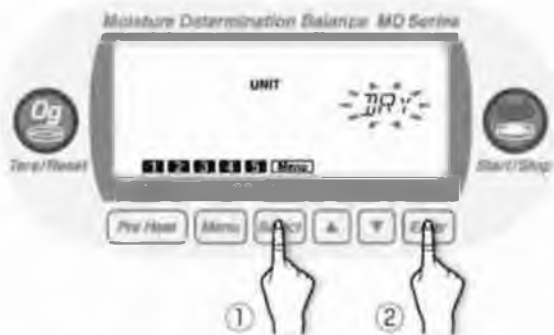 Moisture Determination Balance MD Series
UNIT
DRY
0g
Tare/Reset
Start/Stop
1 2 3 4 5 Menu
Pre Heat Menu Select ▲ ▼ Enter
① ②